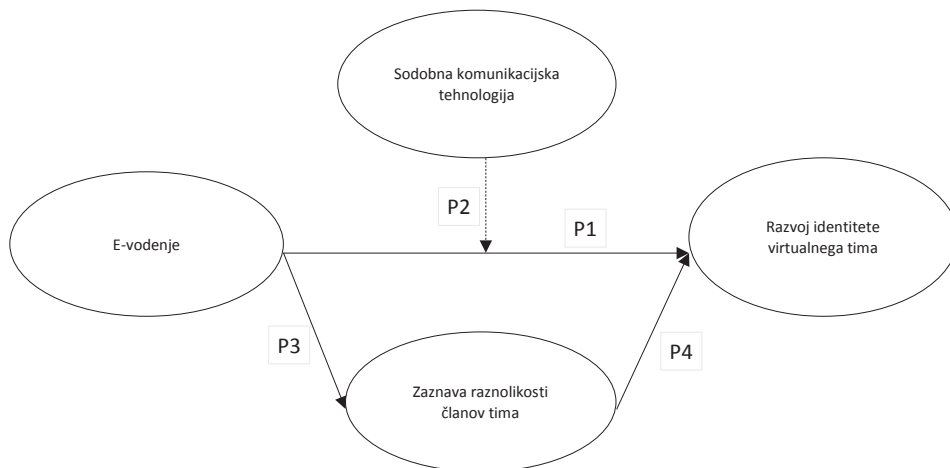 Sodobna komunikacijska
tehnologija
P2
P1
E-vodenje
Razvoj identitete
virtualnega tima
P3
P4
Zaznava raznolikosti
članov tima